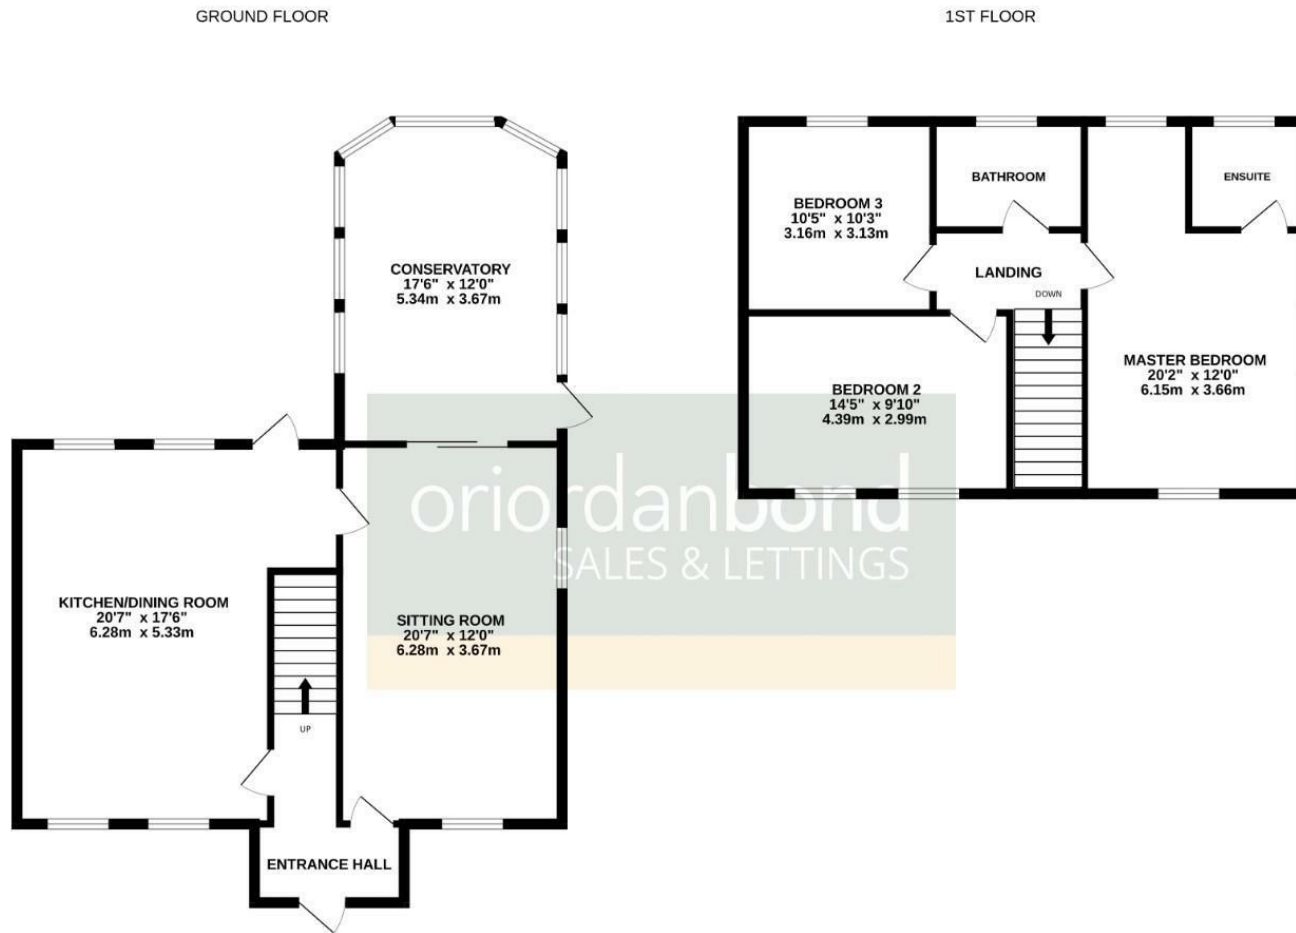 GROUND FLOOR
1ST FLOOR
CONSERVATORY
17'6" x 12'0"
5.34m x 3.67m
KITCHEN/DINING ROOM
20'7" x 17'6"
6.28m x 5.33m
SITTING ROOM
20'7" x 12'0"
6.28m x 3.67m
UP
ENTRANCE HALL
BEDROOM 3
10'5" x 10'3"
3.16m x 3.13m
BATHROOM
ENSUITE
LANDING
DOWN
MASTER BEDROOM
20'2" x 12'0"
6.15m x 3.66m
BEDROOM 2
14'5" x 9'10"
4.39m x 2.99m
oriordanbond
SALES & LETTINGS